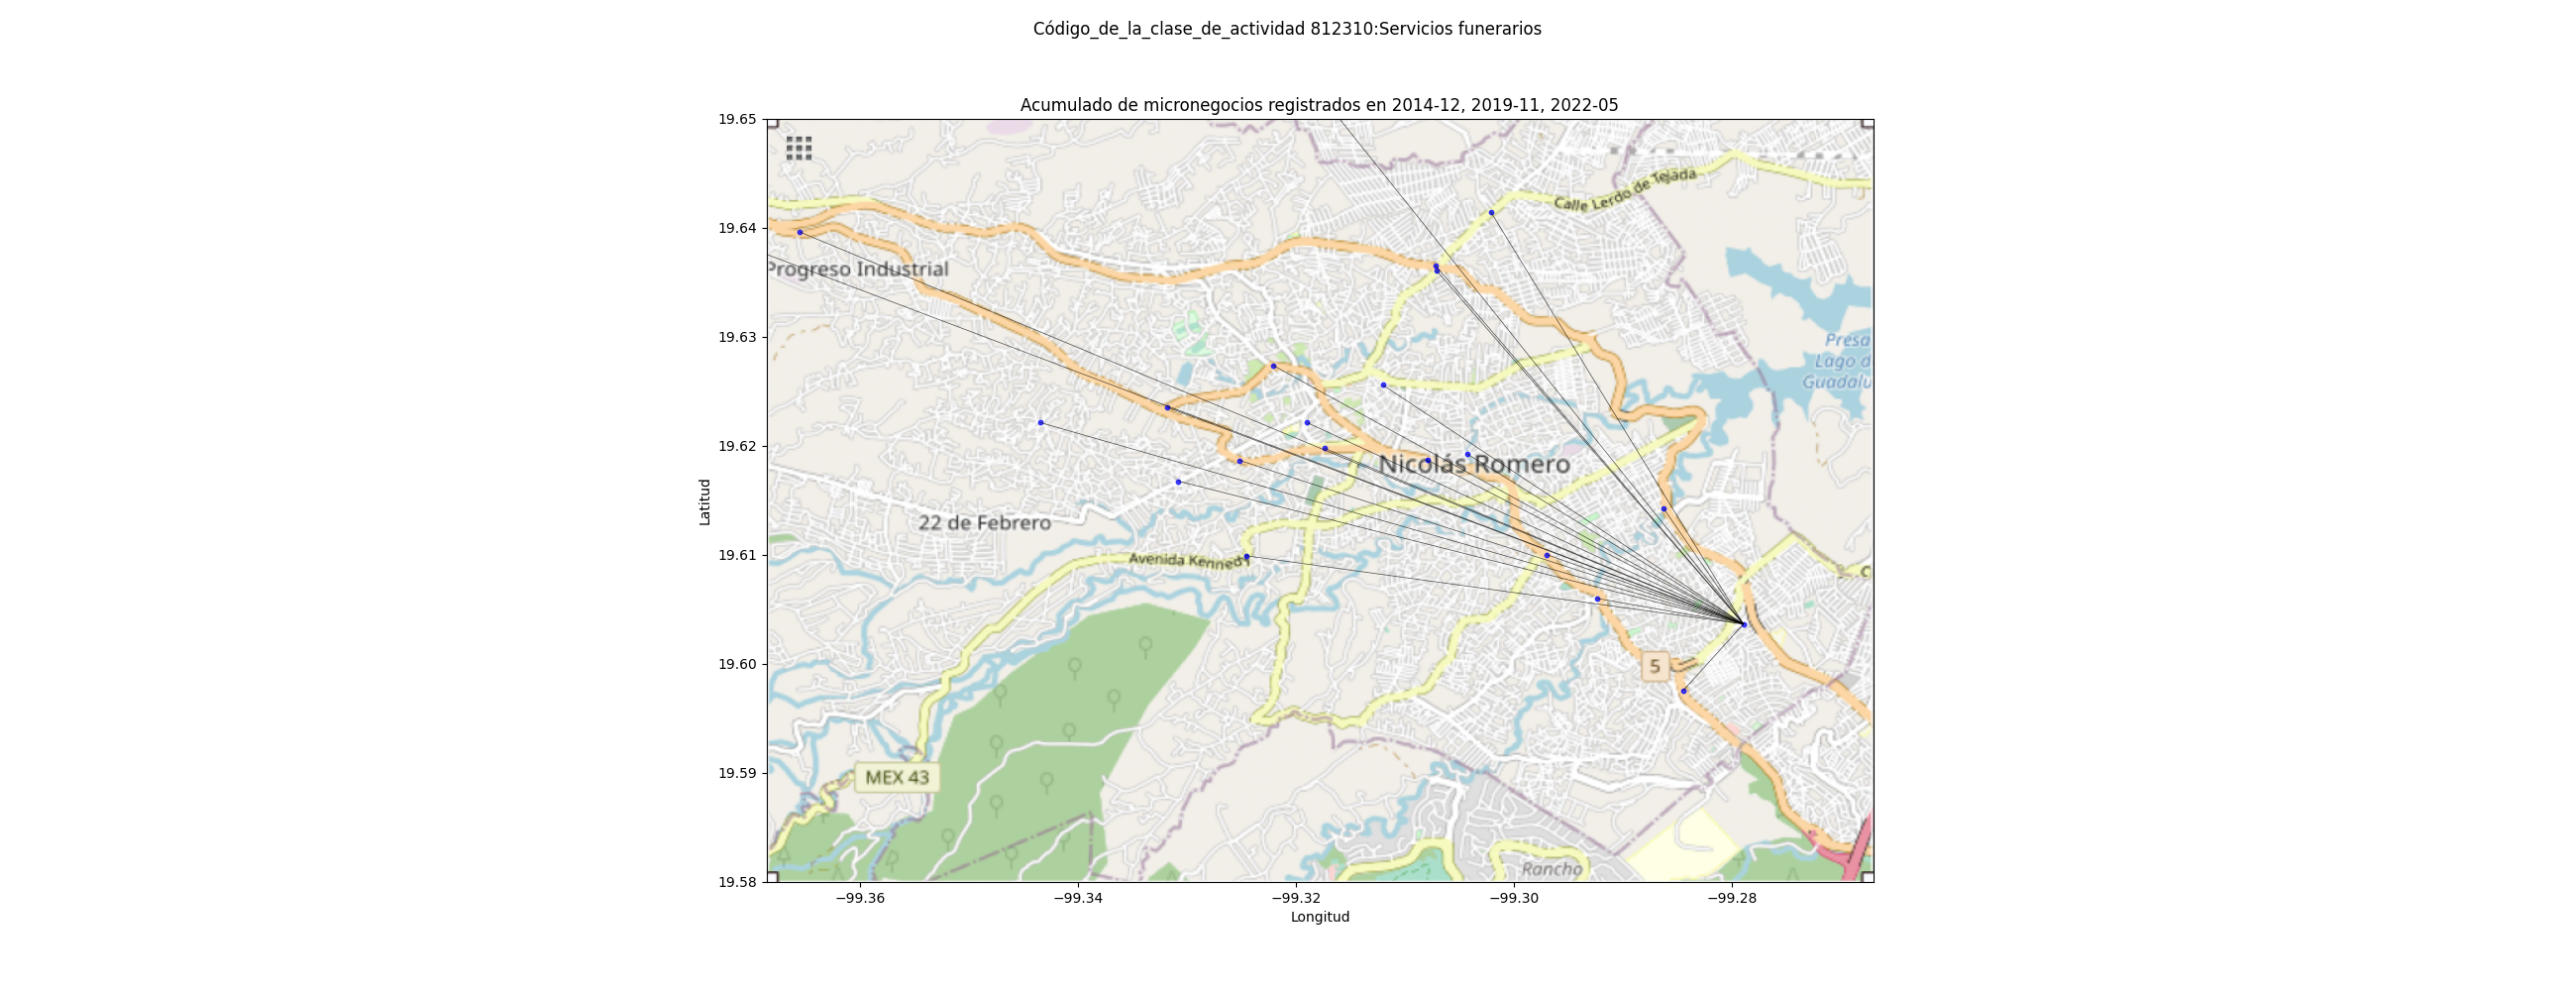 Código_de_la_clase_de_actividad 812310:Servicios funerarios
Acumulado de micronegocios registrados en 2014-12, 2019-11, 2022-05
19.65
19.64
19.63
19.62
19.61
19.60
19.59
19.58
Latitud
Calle Lerdo de Tejada
Progreso Industrial
Presa
Lago d
Guadalu
Nicolás Romero
22 de Febrero
Avenida Kennedy
C
5
MEX 43
Rancho
−99.36
−99.34
−99.32
−99.30
−99.28
Longitud